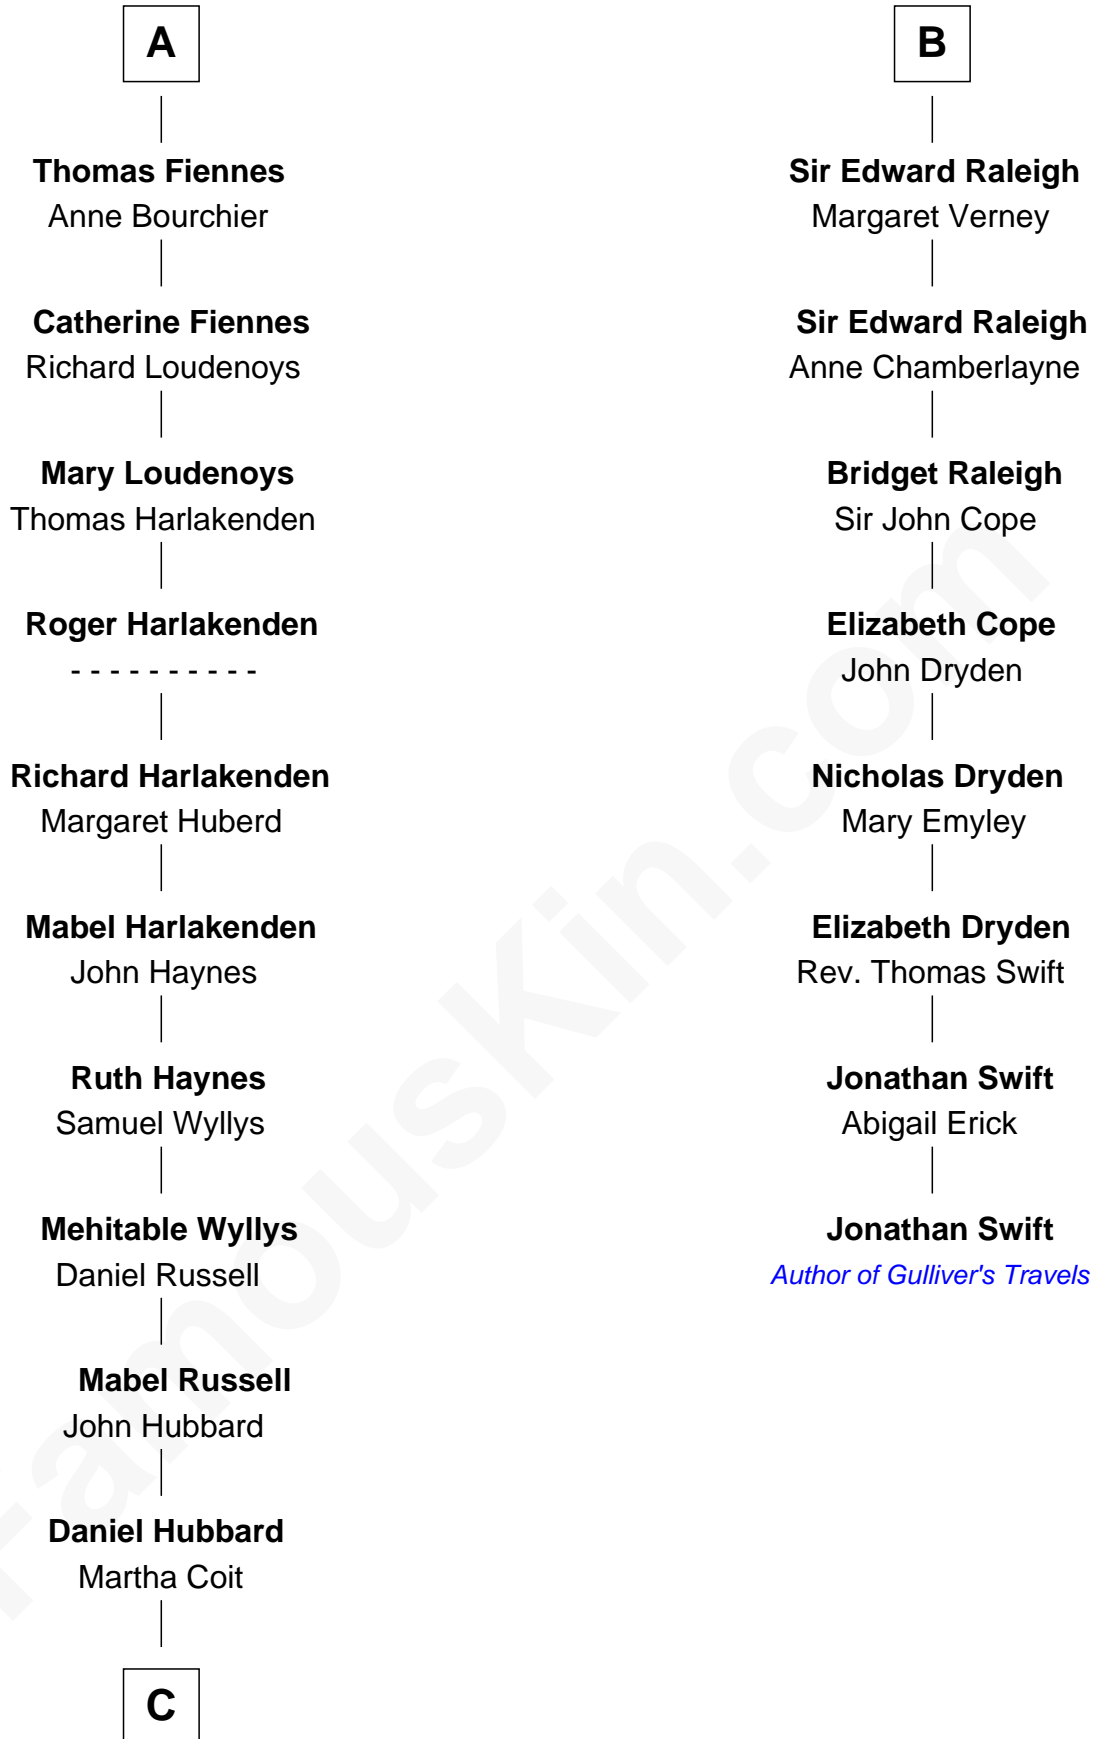 A
Thomas Fiennes
Anne Bourchier
Catherine Fiennes
Richard Loudenoys
Mary Loudenoys
Thomas Harlakenden
Roger Harlakenden
- - - - - - - - - -
Richard Harlakenden
Margaret Huberd
Mabel Harlakenden
John Haynes
Ruth Haynes
Samuel Wyllys
Mehitable Wyllys
Daniel Russell
Mabel Russell
John Hubbard
Daniel Hubbard
Martha Coit
C
B
Sir Edward Raleigh
Margaret Verney
Sir Edward Raleigh
Anne Chamberlayne
Bridget Raleigh
Sir John Cope
Elizabeth Cope
John Dryden
Nicholas Dryden
Mary Emyley
Elizabeth Dryden
Rev. Thomas Swift
Jonathan Swift
Abigail Erick
Jonathan Swift
Author of Gulliver's Travels
FamousKin.com